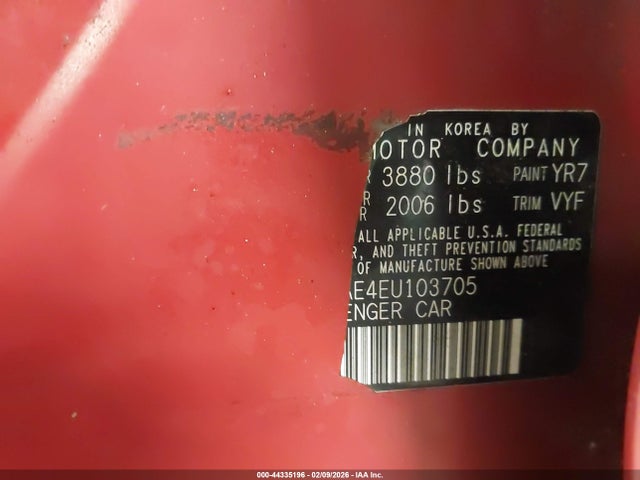 IN KOREA BY
MOTOR COMPANY
R 3880 lbs PAINT YR7
R
R 2006 lbs TRIM VYF
ALL APPLICABLE U.S.A. FEDERAL
R, AND THEFT PREVENTION STANDARDS
OF MANUFACTURE SHOWN ABOVE
AE4EU103705
ENGER CAR
000-44335196 - 02/09/2026 - IAA Inc.